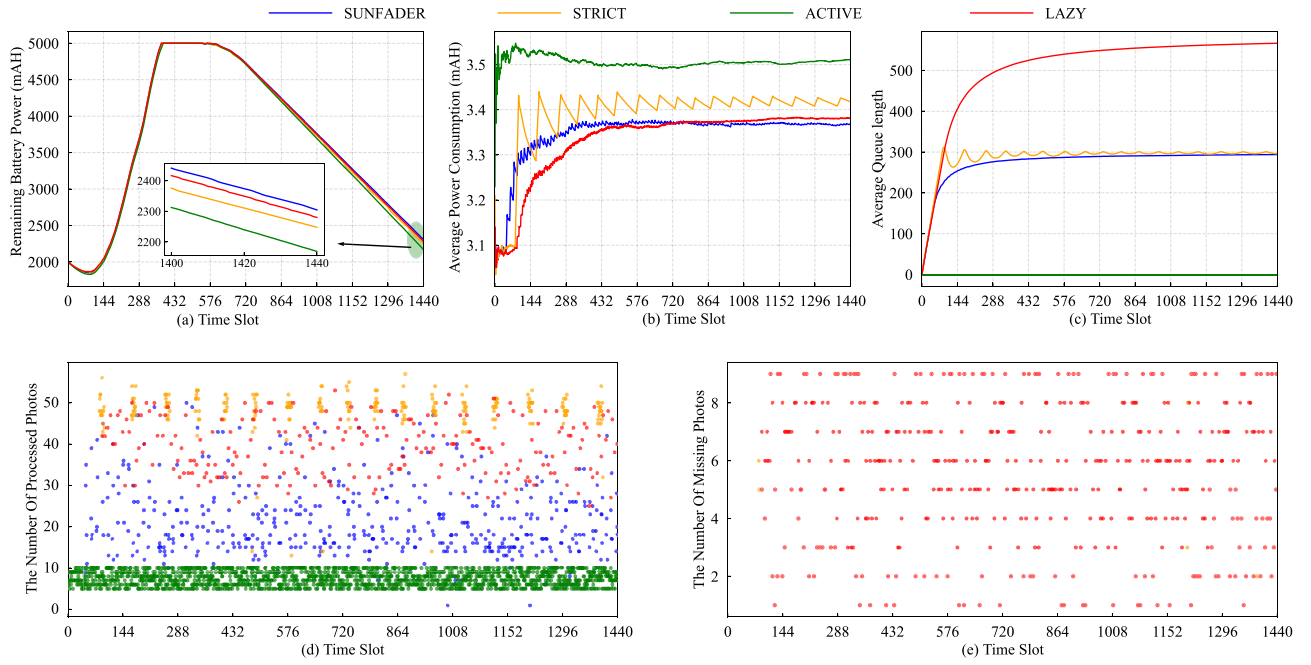 SUNFADER STRICT ACTIVE LAZY
Remaining Battery Power (mAH)
5000
4500
4000
3500
3000
2500
2000
2400
2300
2200
1400 1420 1440
0 144 288 432 576 720 864 1008 1152 1296 1440
(a) Time Slot
Average Power Consumption (mAH)
3.5
3.4
3.3
3.2
3.1
0 144 288 432 576 720 864 1008 1152 1296 1440
(b) Time Slot
Average Queue length
500
400
300
200
100
0
0 144 288 432 576 720 864 1008 1152 1296 1440
(c) Time Slot
The Number Of Processed Photos
50
40
30
20
10
0
0 144 288 432 576 720 864 1008 1152 1296 1440
(d) Time Slot
The Number Of Missing Photos
8
6
4
2
0 144 288 432 576 720 864 1008 1152 1296 1440
(e) Time Slot